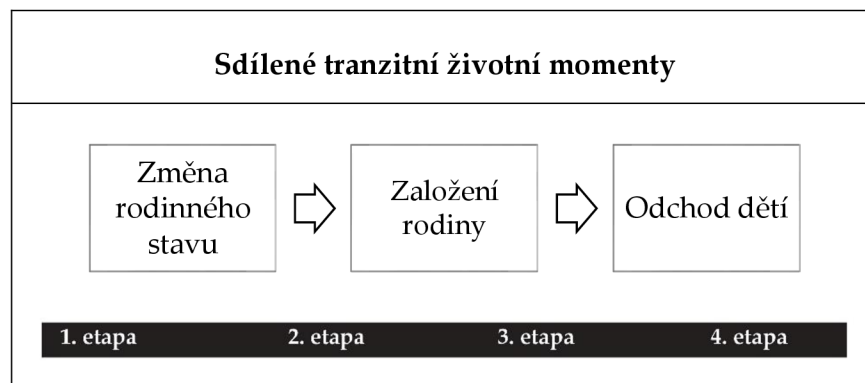 Sdílené tranzitní životní momenty
Změna
rodinného
stavu
Založení
rodiny
Odchod dětí
1. etapa 2. etapa 3. etapa 4. etapa